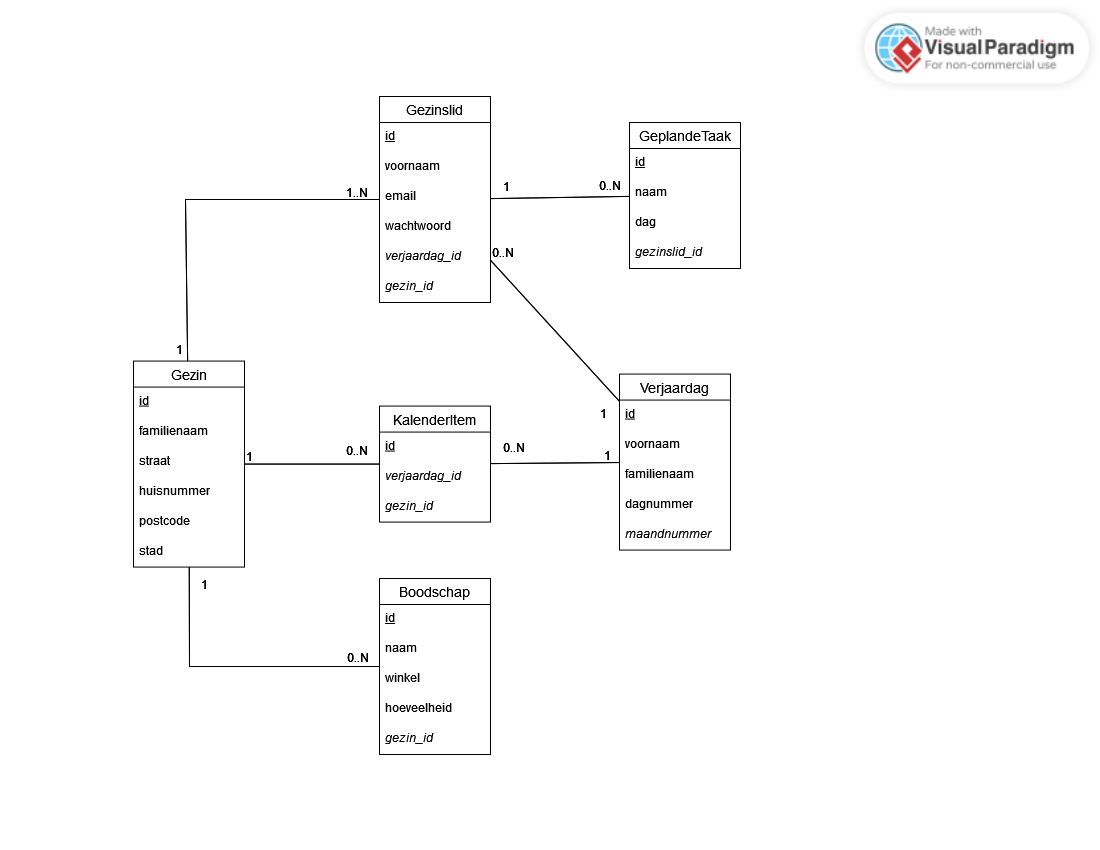 Made with
Visual Paradigm
For non-commercial use
Gezinslid
id
voornaam
email
wachtwoord
verjaardag_id
gezin_id
GeplandeTaak
id
naam
dag
gezinslid_id
1..N
1
0..N
0..N
1
Gezin
id
familienaam
straat
huisnummer
postcode
stad
KalenderItem
id
verjaardag_id
gezin_id
Verjaardag
id
voornaam
familienaam
dagnummer
maandnummer
1
0..N
0..N
1
1
1
0..N
Boodschap
id
naam
winkel
hoeveelheid
gezin_id